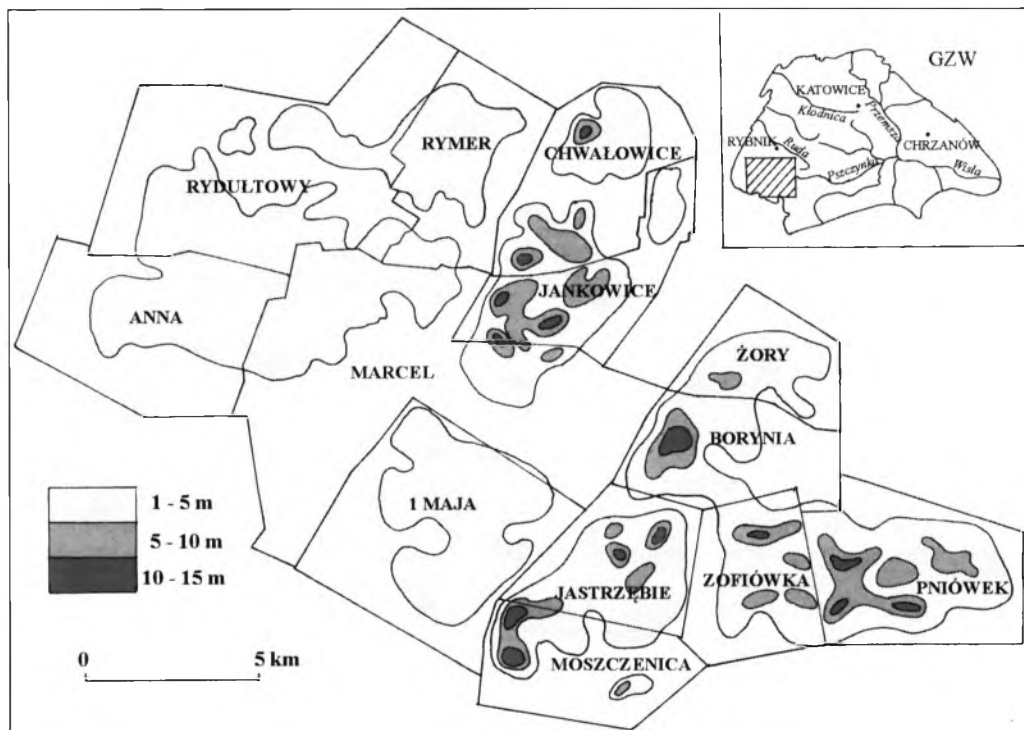 GZW
KATOWICE
Kłodnica
Przemsza
CHRZANÓW
RYBNIK
Ruda
Pszczynka
Wisła
RYMER
CHWAŁOWICE
RYDUŁTOWY
JANKOWICE
ANNA
MARCEL
ŻORY
BORYNIA
1 MAJA
1 - 5 m
5 - 10 m
10 - 15 m
JASTRZĘBIE
ZOFIÓWKA
PNIÓWEK
MOSZCZENICA
0 5 km